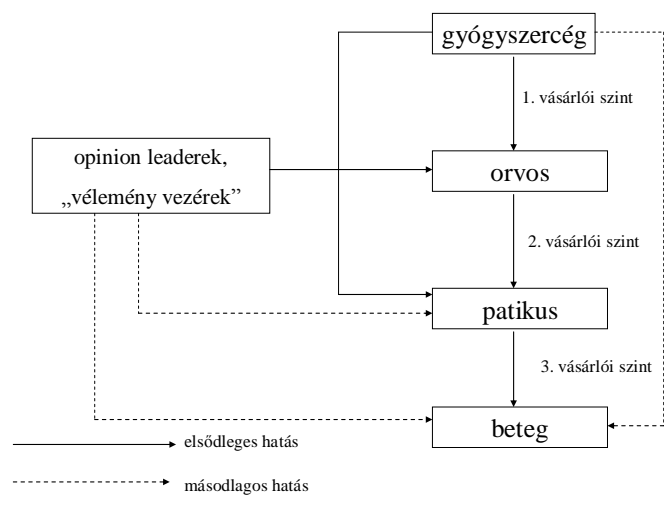 gyógyszercég
1. vásárlói szint
opinion leaderek,
„vélemény vezérek”
orvos
2. vásárlói szint
patikus
3. vásárlói szint
beteg
elsődleges hatás
másodlagos hatás